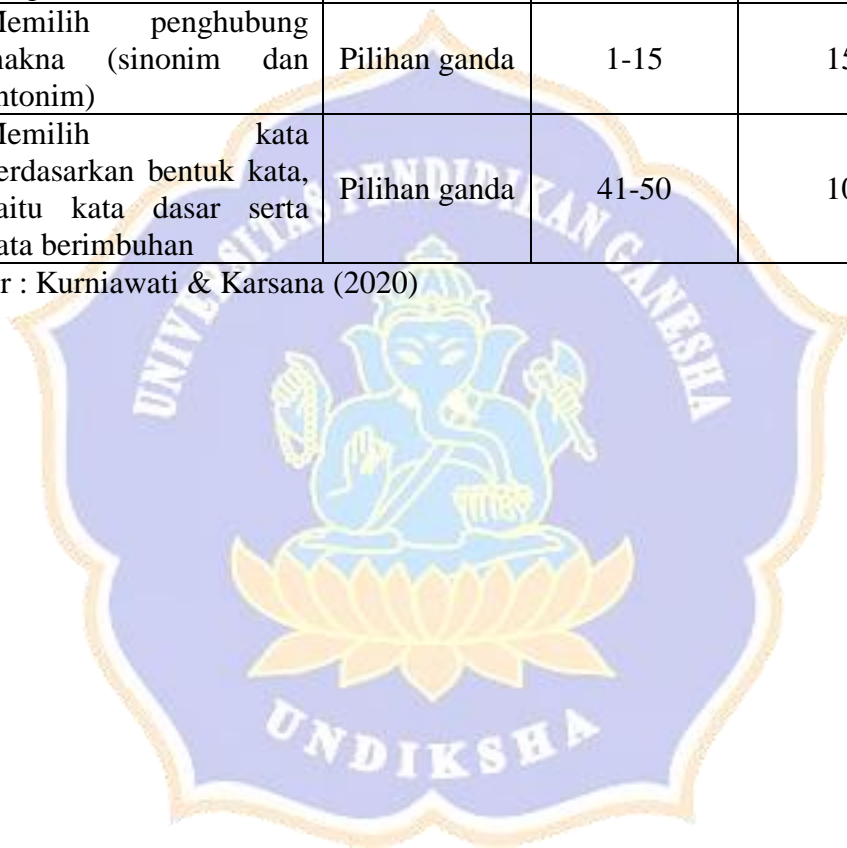 Memilih penghubung
makna (sinonim dan
antonim)
Pilihan ganda
1-15
15
Memilih kata
berdasarkan bentuk kata,
yaitu kata dasar serta
kata berimbuhan
Pilihan ganda
41-50
10
r : Kurniawati & Karsana (2020)
UNIVERSITAS PENDIDIKAN GANESHA
UNDIKSHA